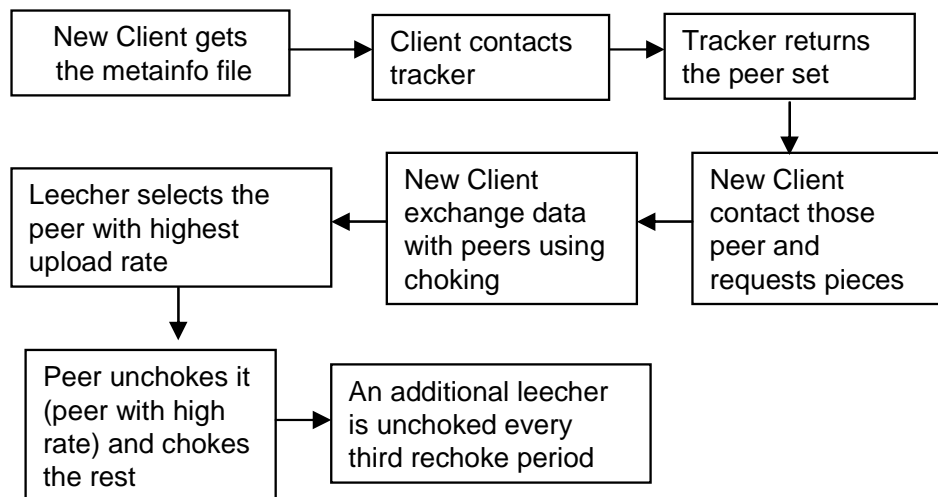 New Client gets
the metainfo file
Client contacts
tracker
Tracker returns
the peer set
New Client
contact those
peer and
requests pieces
New Client
exchange data
with peers using
choking
Leecher selects the
peer with highest
upload rate
Peer unchokes it
(peer with high
rate) and chokes
the rest
An additional leecher
is unchoked every
third rechoke period